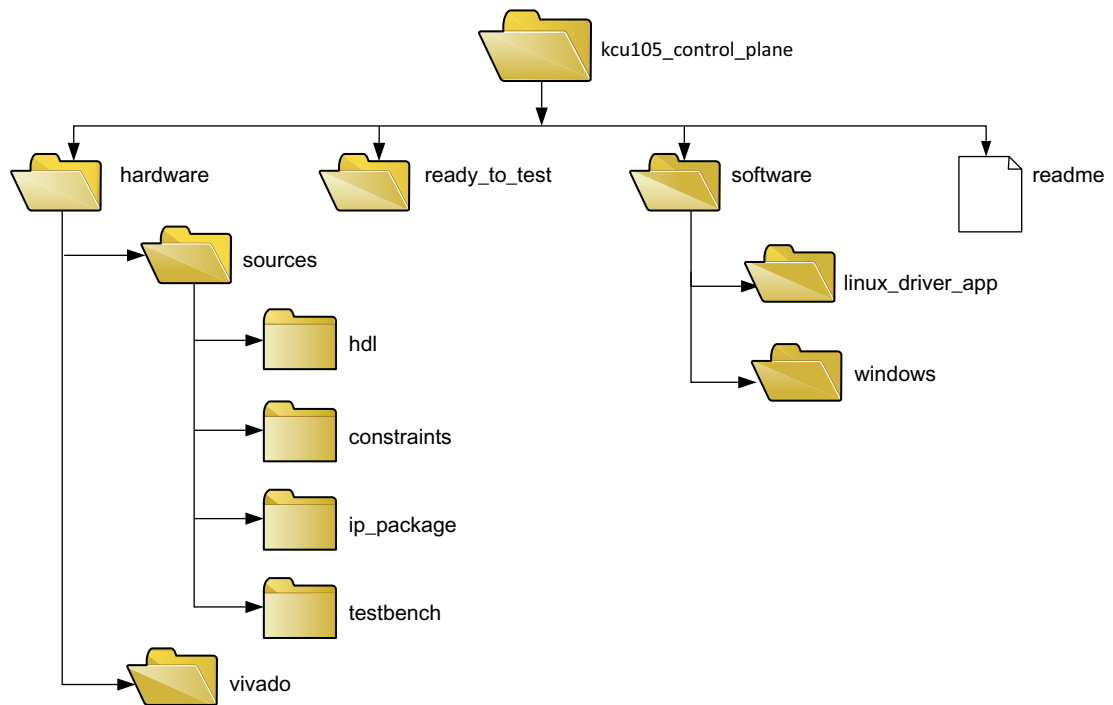 kcu105_control_plane
hardware
ready_to_test
software
readme
sources
linux_driver_app
hdl
windows
constraints
ip_package
testbench
vivado